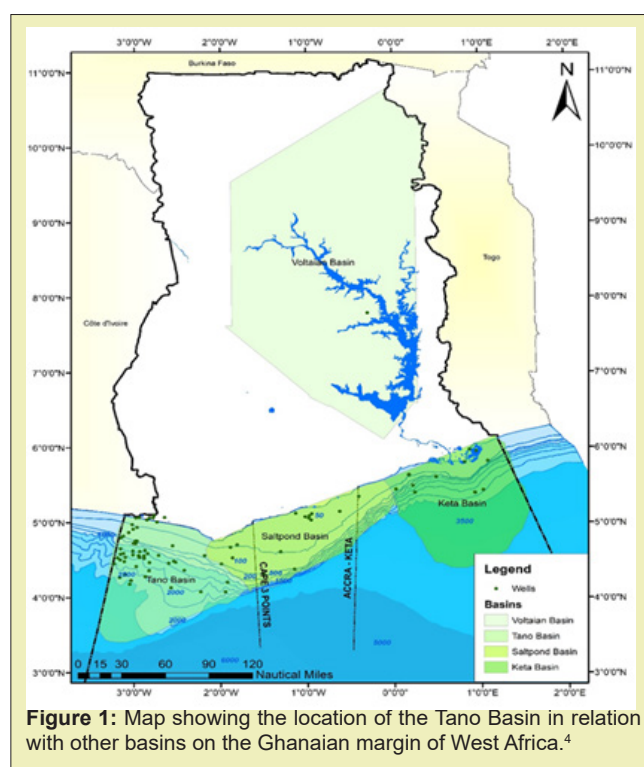 3°0'0"W 2°0'0"W 1°0'0"W 0°0'0"E 1°0'0"E 2°0'0"E
Burkina Faso
11°0'0"N 11°0'0"N
N
10°0'0"N 10°0'0"N
9°0'0"N 9°0'0"N
Voltaian Basin
Togo
8°0'0"N 8°0'0"N
Côte d'Ivoire
7°0'0"N 7°0'0"N
6°0'0"N 6°0'0"N
Keta Basin
5°0'0"N 50 3500 5°0'0"N
Saltpond Basin
100
Tano Basin
2000
CAPE 3 POINTS
ACCRA - KETA
4°0'0"N 4°0'0"N
5000
3°0'0"N 3°0'0"N
0 15 30 60 90 120
Nautical Miles
Legend
Wells
Basins
Voltaian Basin
Tano Basin
Saltpond Basin
Keta Basin
3°0'0"W 2°0'0"W 1°0'0"W 0°0'0"E 1°0'0"E 2°0'0"E
Figure 1: Map showing the location of the Tano Basin in relation
with other basins on the Ghanaian margin of West Africa.4